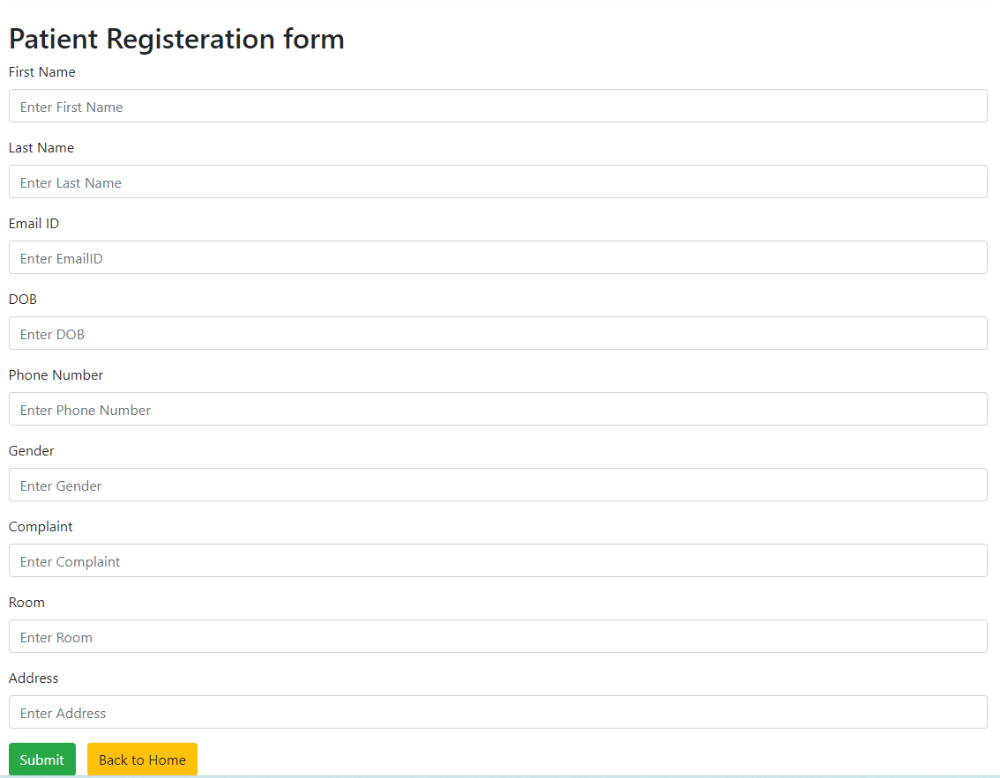 Patient Registeration form
First Name
Enter First Name
Last Name
Enter Last Name
Email ID
Enter EmailID
DOB
Enter DOB
Phone Number
Enter Phone Number
Gender
Enter Gender
Complaint
Enter Complaint
Room
Enter Room
Address
Enter Address
Submit Back to Home